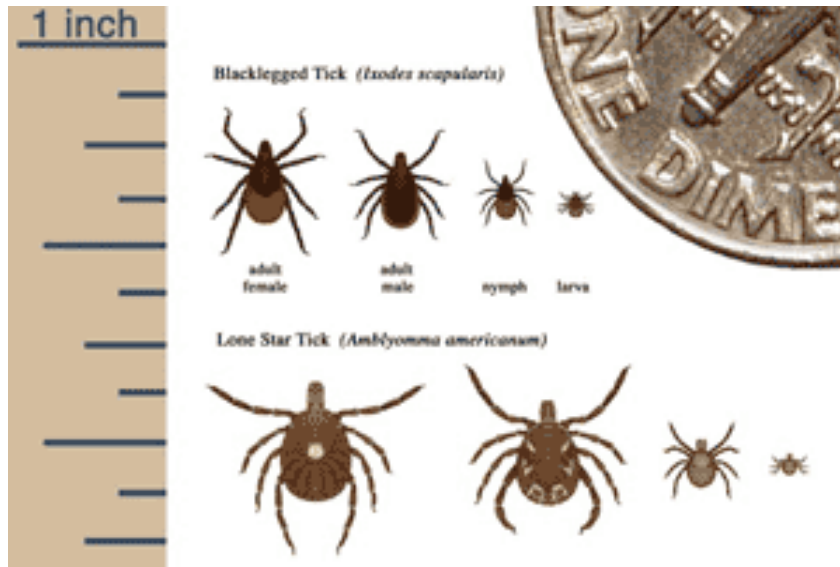 1 inch
Blacklegged Tick (Ixodes scapularis)
ONE DIME
adult female
adult male
nymph
larva
Lone Star Tick (Amblyomma americanum)